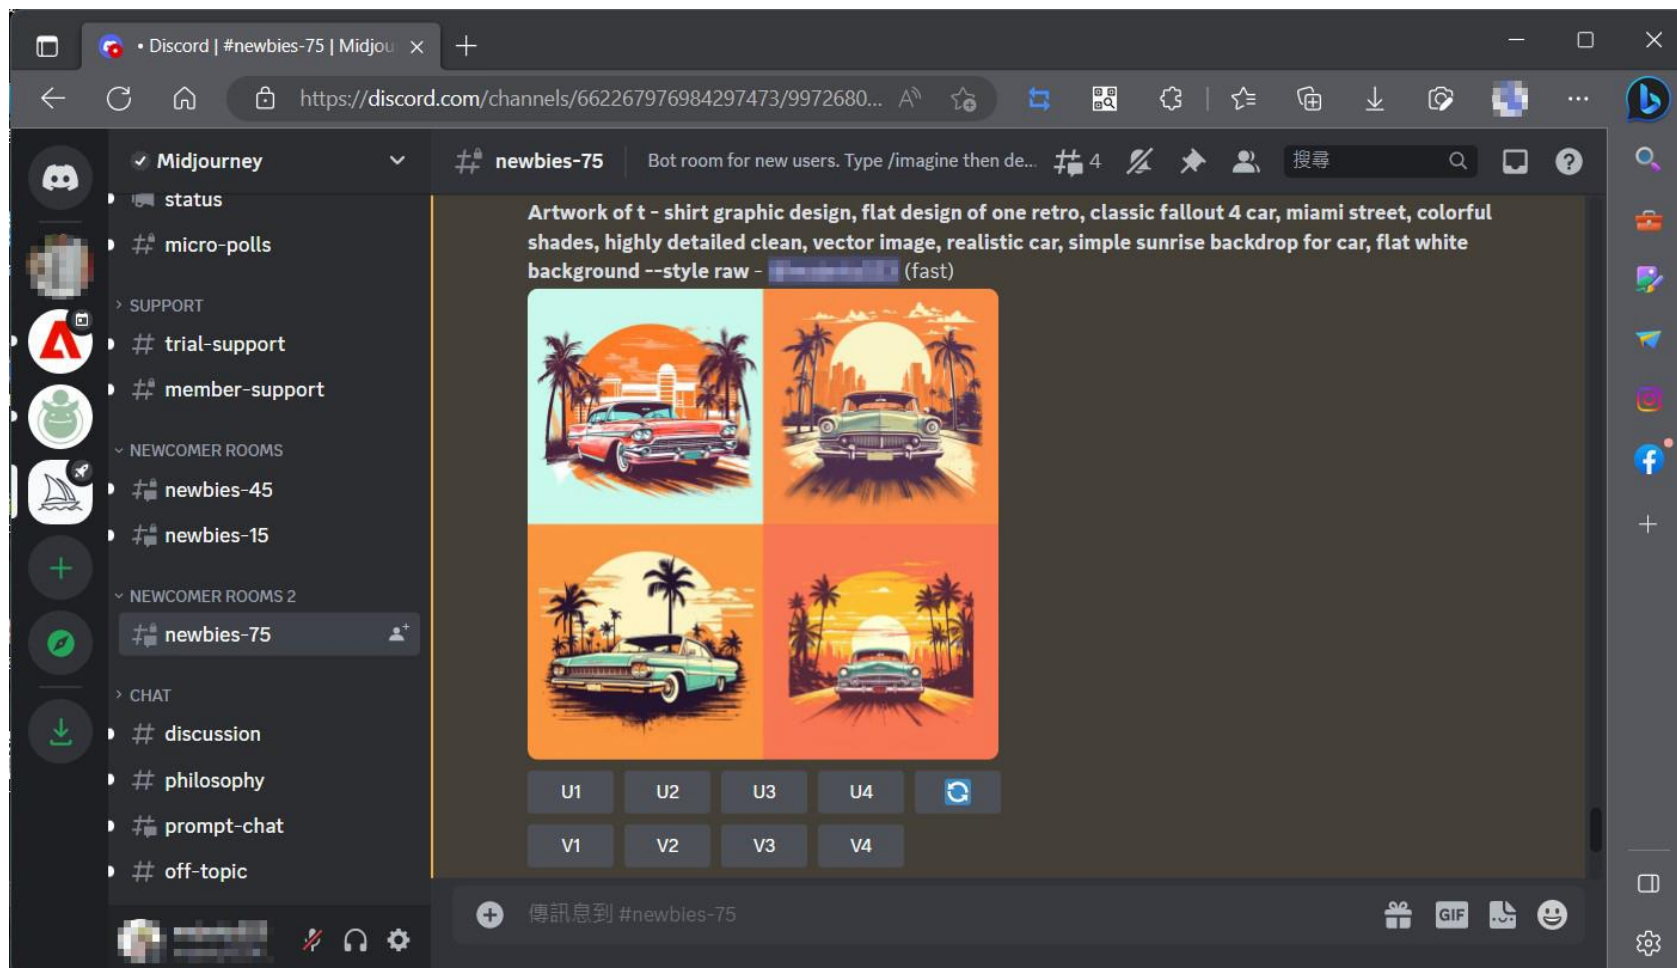 • Discord | #newbies-75 | Midjou
https://discord.com/channels/662267976984297473/9972680...
Midjourney
status
micro-polls
SUPPORT
trial-support
member-support
NEWCOMER ROOMS
newbies-45
newbies-15
NEWCOMER ROOMS 2
newbies-75
CHAT
discussion
philosophy
prompt-chat
off-topic
newbies-75
Bot room for new users. Type /imagine then de...
4
搜尋
Artwork of t - shirt graphic design, flat design of one retro, classic fallout 4 car, miami street, colorful
shades, highly detailed clean, vector image, realistic car, simple sunrise backdrop for car, flat white
background --style raw - (fast)
U1 U2 U3 U4
V1 V2 V3 V4
傳訊息到 #newbies-75
GIF